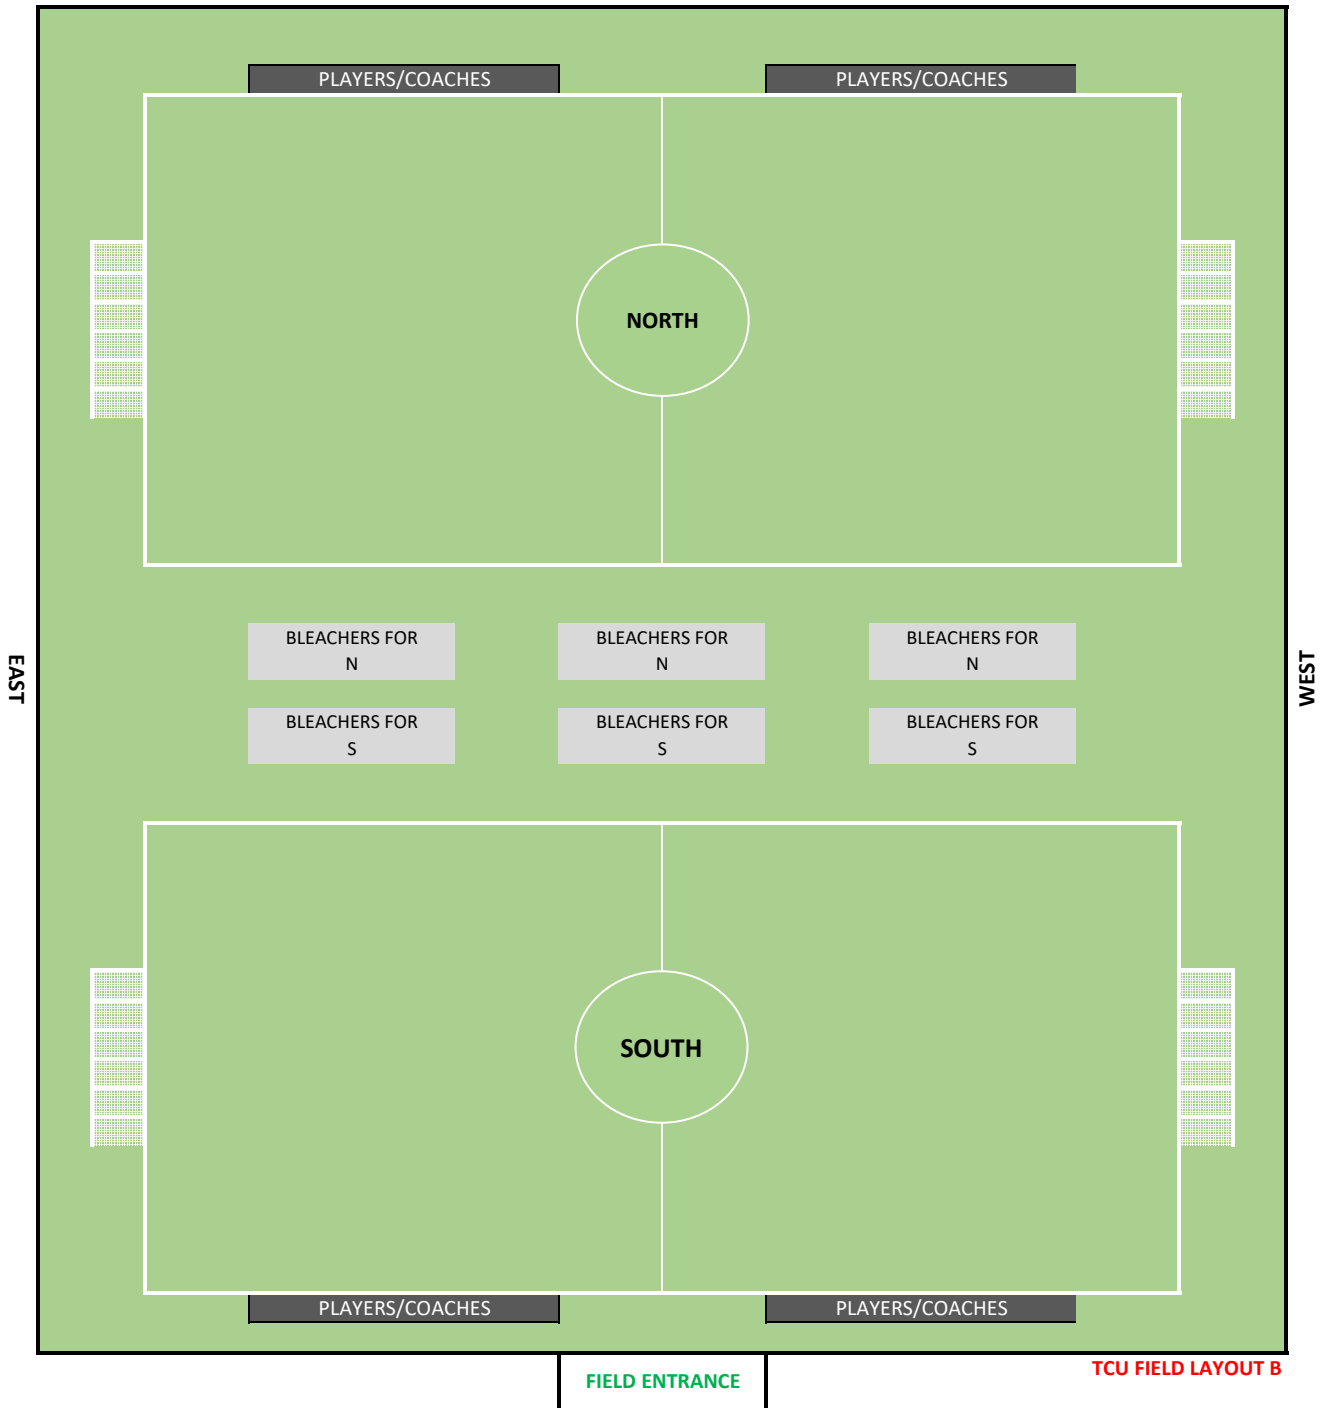 PLAYERS/COACHES
PLAYERS/COACHES
NORTH
BLEACHERS FOR
N
BLEACHERS FOR
N
BLEACHERS FOR
N
EAST
WEST
BLEACHERS FOR
S
BLEACHERS FOR
S
BLEACHERS FOR
S
SOUTH
PLAYERS/COACHES
PLAYERS/COACHES
TCU FIELD LAYOUT B
FIELD ENTRANCE